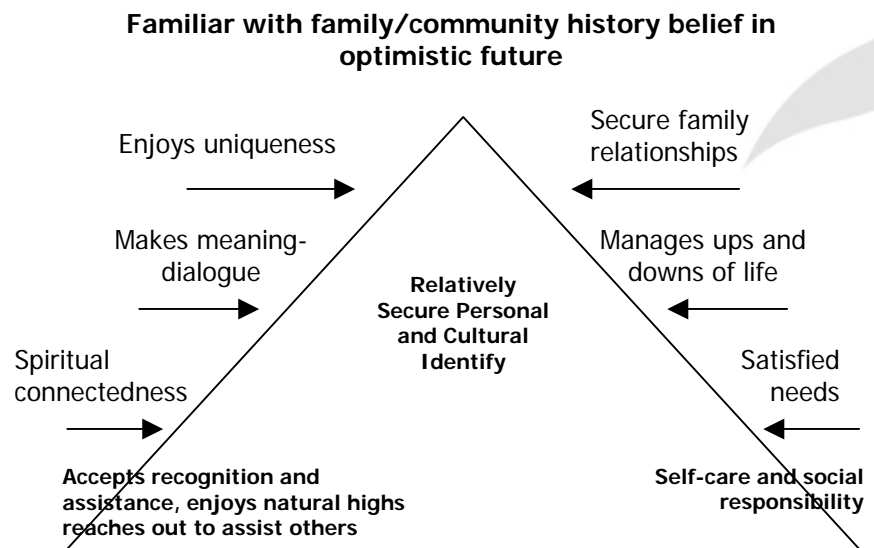 Familiar with family/community history belief in
optimistic future
Enjoys uniqueness
Secure family
relationships
Makes meaning-
dialogue
Manages ups and
downs of life
Relatively
Secure Personal
and Cultural
Identify
Spiritual
connectedness
Satisfied
needs
Accepts recognition and
assistance, enjoys natural highs
reaches out to assist others
Self-care and social
responsibility